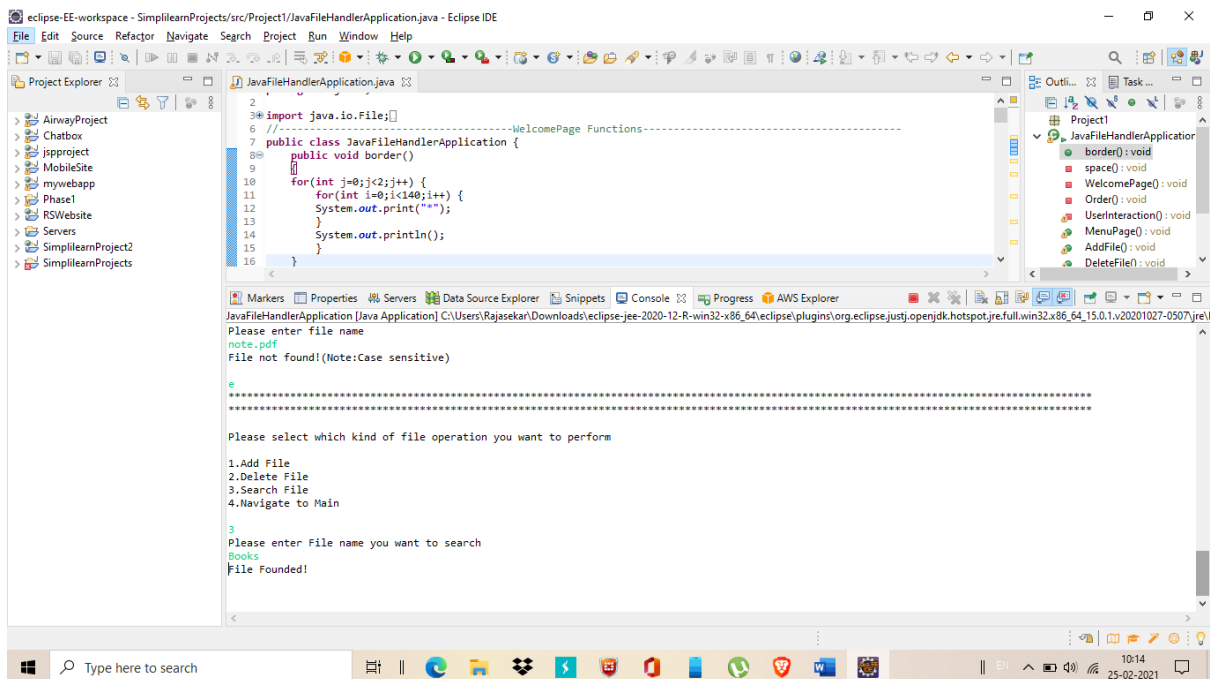 eclipse-EE-workspace - SimplilearnProjects/src/Project1/JavaFileHandlerApplication.java - Eclipse IDE
File Edit Source Refactor Navigate Search Project Run Window Help
Project Explorer
AirwayProject
Chatbox
jspproject
MobileSite
mywebapp
Phase1
RSWebsite
Servers
SimplilearnProject2
SimplilearnProjects
JavaFileHandlerApplication.java
2
3 import java.io.File;
6 //--------------------------------------WelcomePage Functions------------------------------------------
7 public class JavaFileHandlerApplication {
8 public void border()
9 {
10 for(int j=0;j<2;j++) {
11 for(int i=0;i<140;i++) {
12 System.out.print("*");
13 }
14 System.out.println();
15 }
16 }
Outli... Task ...
Project1
JavaFileHandlerApplication
border() : void
space() : void
WelcomePage() : void
Order() : void
UserInteraction() : void
MenuPage() : void
AddFile() : void
DeleteFile() : void
Markers Properties Servers Data Source Explorer Snippets Console Progress AWS Explorer
JavaFileHandlerApplication [Java Application] C:\Users\Rajasekar\Downloads\eclipse-jee-2020-12-R-win32-x86_64\eclipse\plugins\org.eclipse.justj.openjdk.hotspot.jre.full.win32.x86_64_15.0.1.v20201027-0507\jre\
Please enter file name
note.pdf
File not found!(Note:Case sensitive)
e
********************************************************************************************************************************************
********************************************************************************************************************************************
Please select which kind of file operation you want to perform
1.Add File
2.Delete File
3.Search File
4.Navigate to Main
3
Please enter File name you want to search
Books
File Founded!
Type here to search
EN
10:14
25-02-2021